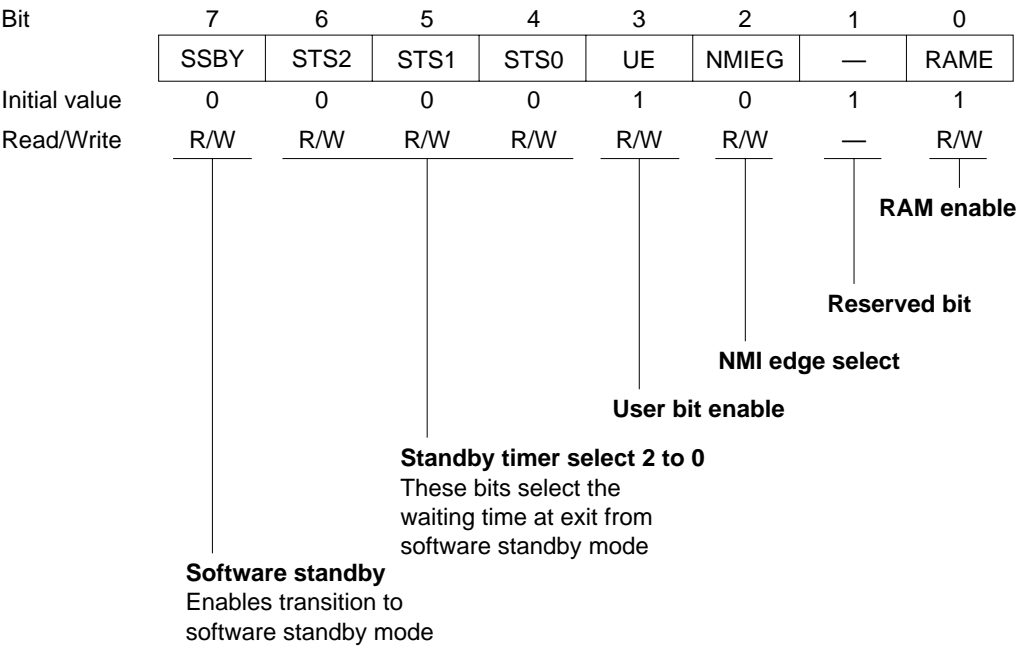 Bit 7 6 5 4 3 2 1 0
SSBY STS2 STS1 STS0 UE NMIEG — RAME
Initial value 0 0 0 0 1 0 1 1
Read/Write R/W R/W R/W R/W R/W R/W — R/W
RAM enable
Reserved bit
NMI edge select
User bit enable
Standby timer select 2 to 0
These bits select the
waiting time at exit from
software standby mode
Software standby
Enables transition to
software standby mode